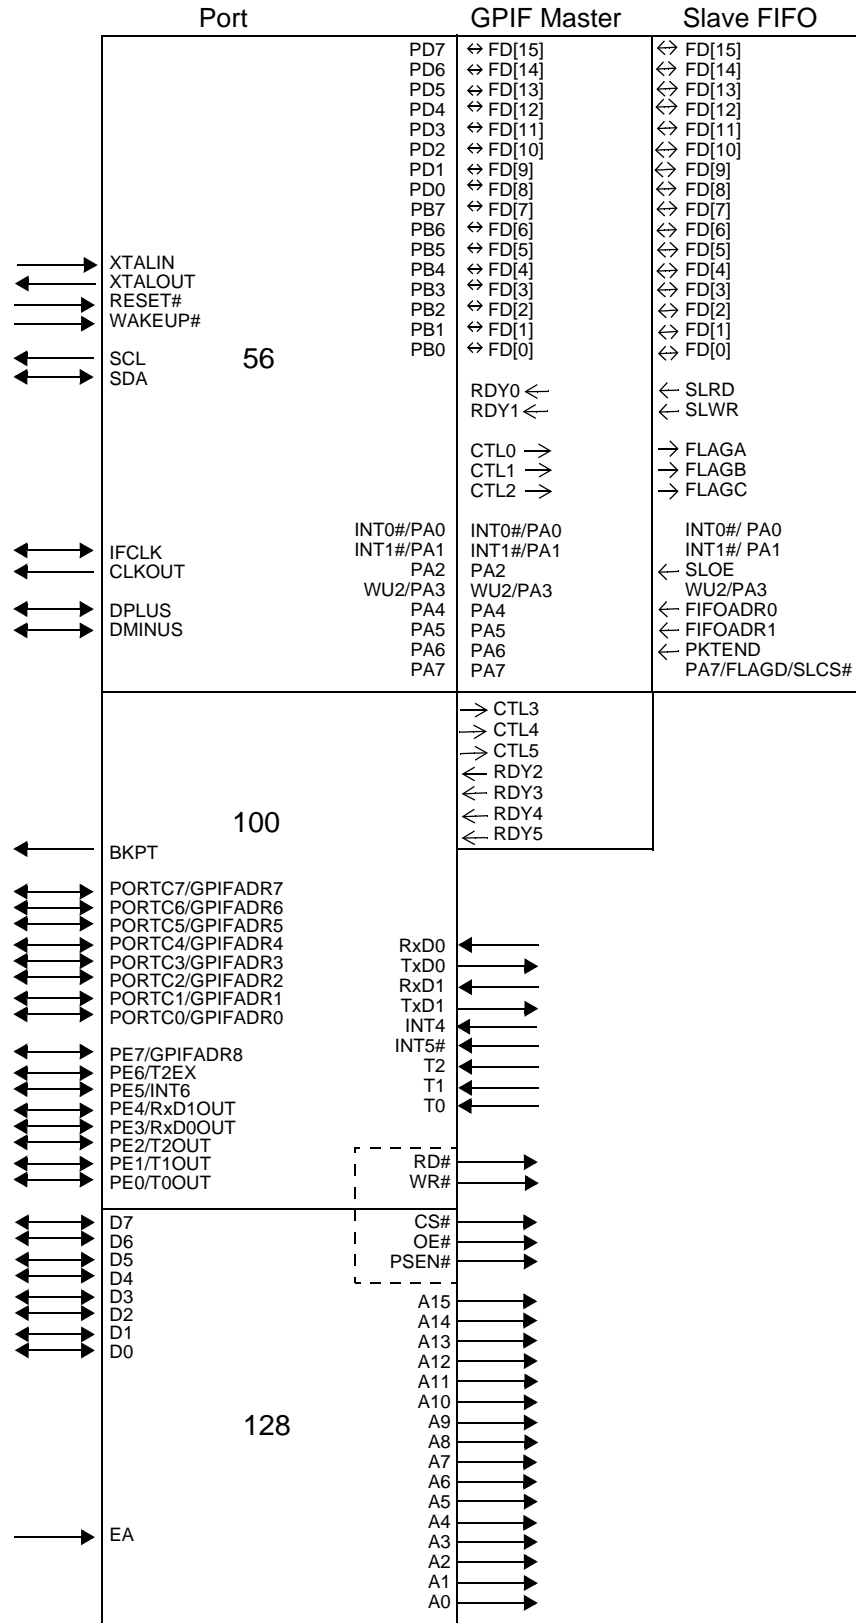 Port GPIF Master Slave FIFO
PD7 FD[15] FD[15]
PD6 FD[14] FD[14]
PD5 FD[13] FD[13]
PD4 FD[12] FD[12]
PD3 FD[11] FD[11]
PD2 FD[10] FD[10]
PD1 FD[9] FD[9]
PD0 FD[8] FD[8]
PB7 FD[7] FD[7]
PB6 FD[6] FD[6]
PB5 FD[5] FD[5]
XTALIN PB4 FD[4] FD[4]
XTALOUT PB3 FD[3] FD[3]
RESET# PB2 FD[2] FD[2]
WAKEUP# PB1 FD[1] FD[1]
SCL 56 PB0 FD[0] FD[0]
SDA
RDY0 SLRD
RDY1 SLWR
CTL0 FLAGA
CTL1 FLAGB
CTL2 FLAGC
INT0#/PA0 INT0#/PA0 INT0#/ PA0
IFCLK INT1#/PA1 INT1#/PA1 INT1#/ PA1
CLKOUT PA2 PA2 SLOE
WU2/PA3 WU2/PA3 WU2/PA3
DPLUS PA4 PA4 FIFOADR0
DMINUS PA5 PA5 FIFOADR1
PA6 PA6 PKTEND
PA7 PA7 PA7/FLAGD/SLCS#
CTL3
CTL4
CTL5
RDY2
RDY3
RDY4
100
RDY5
BKPT
PORTC7/GPIFADR7
PORTC6/GPIFADR6
PORTC5/GPIFADR5
PORTC4/GPIFADR4 RxD0
PORTC3/GPIFADR3 TxD0
PORTC2/GPIFADR2 RxD1
PORTC1/GPIFADR1 TxD1
PORTC0/GPIFADR0 INT4
INT5#
PE7/GPIFADR8 T2
PE6/T2EX T1
PE5/INT6 T0
PE4/RxD1OUT
PE3/RxD0OUT
PE2/T2OUT
PE1/T1OUT RD#
PE0/T0OUT WR#
D7 CS#
D6 OE#
D5 PSEN#
D4
D3 A15
D2 A14
D1 A13
D0 A12
A11
A10
128 A9
A8
A7
A6
A5
A4
EA A3
A2
A1
A0